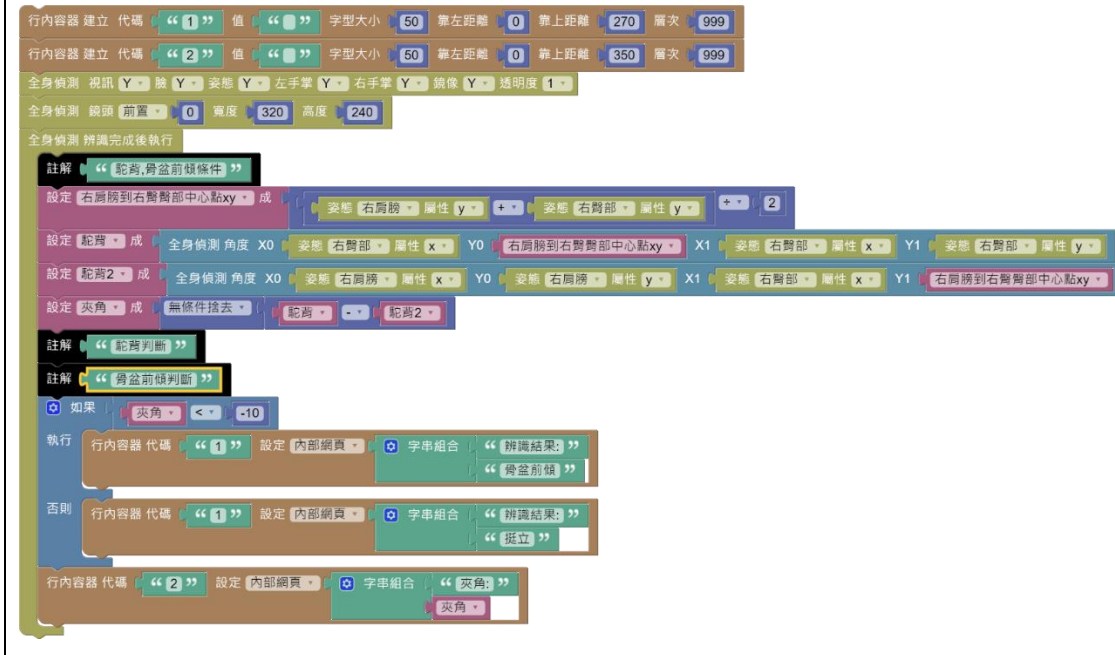 行內容器 建立 代碼 “ 1 ” 值 “ ” 字型大小 50 靠左距離 0 靠上距離 270 層次 999
行內容器 建立 代碼 “ 2 ” 值 “ ” 字型大小 50 靠左距離 0 靠上距離 350 層次 999
全身偵測 視訊 Y 臉 Y 姿態 Y 左手掌 Y 右手掌 Y 鏡像 Y 透明度 1
全身偵測 鏡頭 前置 0 寬度 320 高度 240
全身偵測 辨識完成後執行
註解 “ 駝背,骨盆前傾條件 ”
設定 右肩膀到右臀臀部中心點xy 成 姿態 右肩膀 屬性 y + 姿態 右臀部 屬性 y ÷ 2
設定 駝背 成 全身偵測 角度 X0 姿態 右臀部 屬性 x Y0 右肩膀到右臀臀部中心點xy X1 姿態 右臀部 屬性 x Y1 姿態 右臀部 屬性 y
設定 駝背2 成 全身偵測 角度 X0 姿態 右肩膀 屬性 x Y0 姿態 右肩膀 屬性 y X1 姿態 右臀部 屬性 x Y1 右肩膀到右臀臀部中心點xy
設定 夾角 成 無條件捨去 駝背 - 駝背2
註解 “ 駝背判斷 ”
註解 “ 骨盆前傾判斷 ”
如果 夾角 < -10
執行 行內容器 代碼 “ 1 ” 設定 內部網頁 字串組合 “ 辨識結果: ”
“ 骨盆前傾 ”
否則 行內容器 代碼 “ 1 ” 設定 內部網頁 字串組合 “ 辨識結果: ”
“ 挺立 ”
行內容器 代碼 “ 2 ” 設定 內部網頁 字串組合 “ 夾角: ”
夾角